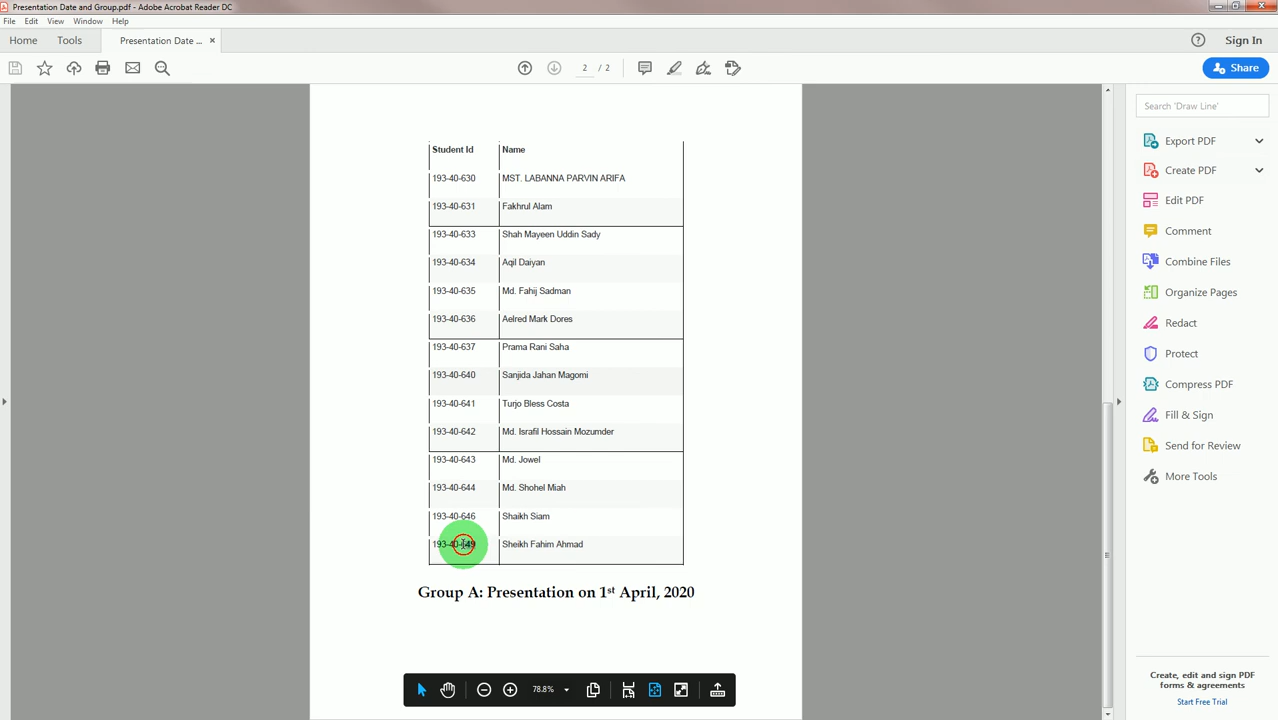 Presentation Date and Group.pdf - Adobe Acrobat Reader DC
File Edit View Window Help
Home Tools Presentation Date ... ×
Sign In
2 / 2
Share
Search 'Draw Line'
Export PDF
Create PDF
Edit PDF
Comment
Combine Files
Organize Pages
Redact
Protect
Compress PDF
Fill & Sign
Send for Review
More Tools
Student Id Name
193-40-630 MST. LABANNA PARVIN ARIFA
193-40-631 Fakhrul Alam
193-40-633 Shah Mayeen Uddin Sady
193-40-634 Aqil Daiyan
193-40-635 Md. Fahij Sadman
193-40-636 Aelred Mark Dores
193-40-637 Prama Rani Saha
193-40-640 Sanjida Jahan Magomi
193-40-641 Turjo Bless Costa
193-40-642 Md. Israfil Hossain Mozumder
193-40-643 Md. Jowel
193-40-644 Md. Shohel Miah
193-40-646 Shaikh Siam
193-40-649 Sheikh Fahim Ahmad
Group A: Presentation on 1st April, 2020
78.8%
Create, edit and sign PDF
forms & agreements
Start Free Trial